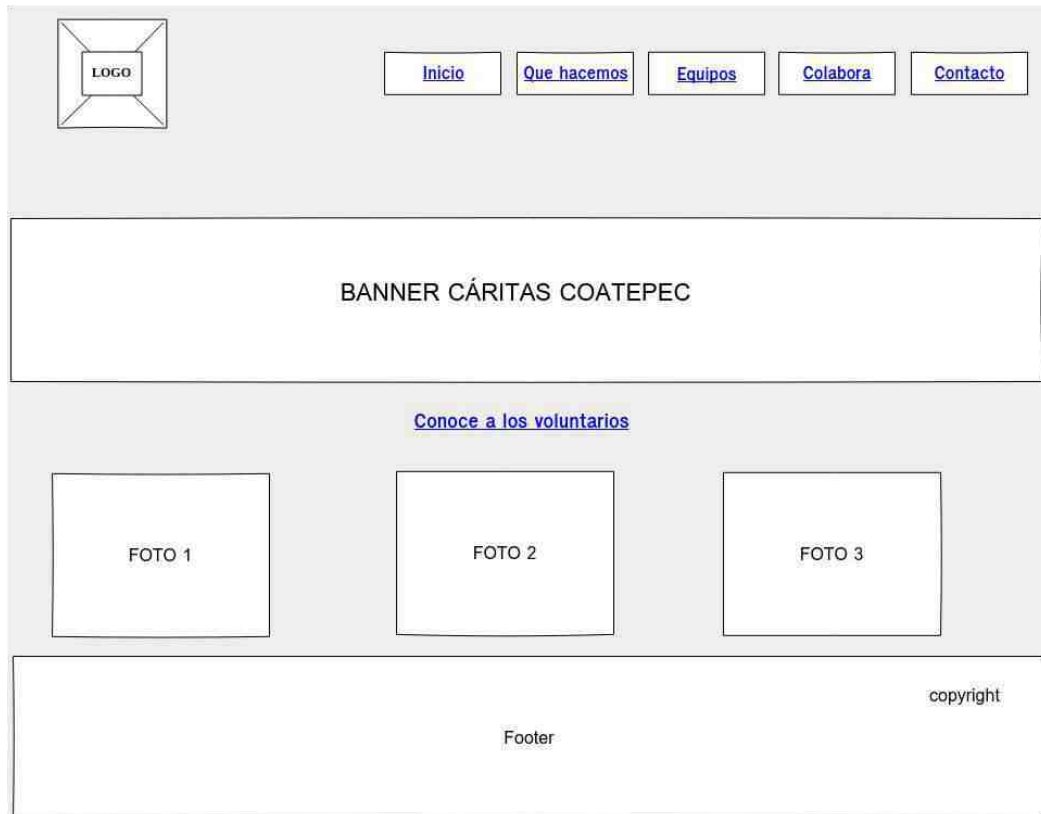 LOGO
Inicio
Que hacemos
Equipos
Colabora
Contacto
BANNER CÁRITAS COATEPEC
Conoce a los voluntarios
FOTO 1
FOTO 2
FOTO 3
copyright
Footer